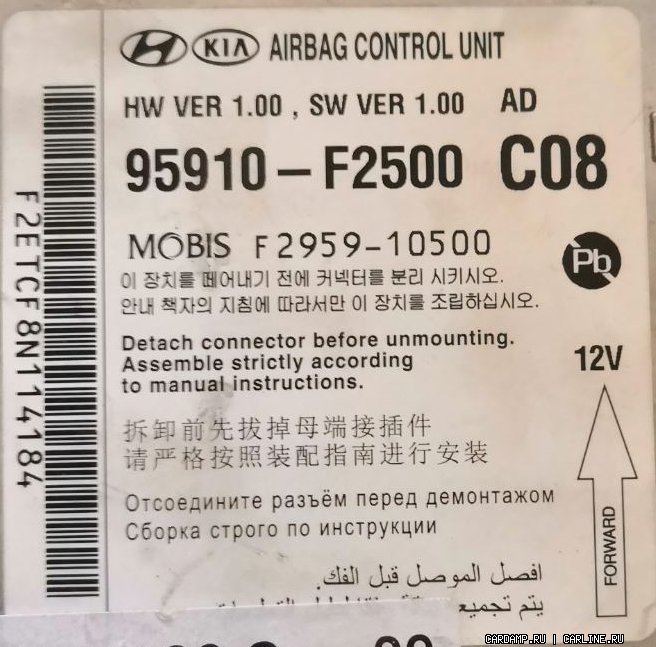 HYUNDAI KIA AIRBAG CONTROL UNIT
HW VER 1.00 , SW VER 1.00 AD
95910-F2500 C08
MOBIS F2959-10500
Pb
이 장치를 떼어내기 전에 커넥터를 분리 시키시오.
안내 책자의 지침에 따라서만 이 장치를 조립하십시오.
Detach connector before unmounting.
Assemble strictly according
to manual instructions.
12V
拆卸前先拔掉母端接插件
请严格按照装配指南进行安装
Отсоедините разъём перед демонтажом
Сборка строго по инструкции
افصل الموصل قبل الفك.
يتم تجميع
FORWARD
F2ETCF8N114184
CARDAMP.RU | CARLINE.RU